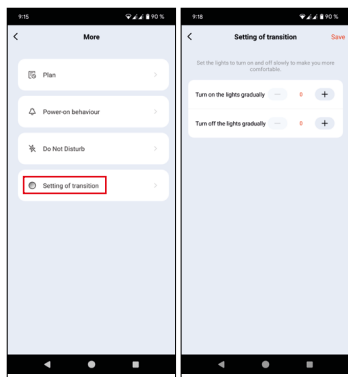 9:15
90 %
More
Plan
Power-on behaviour
Do Not Disturb
Setting of transition
9:18
90 %
Setting of transition
Save
Set the lights to turn on and off slowly to make you more
comfortable.
Turn on the lights gradually
0
Turn off the lights gradually
0